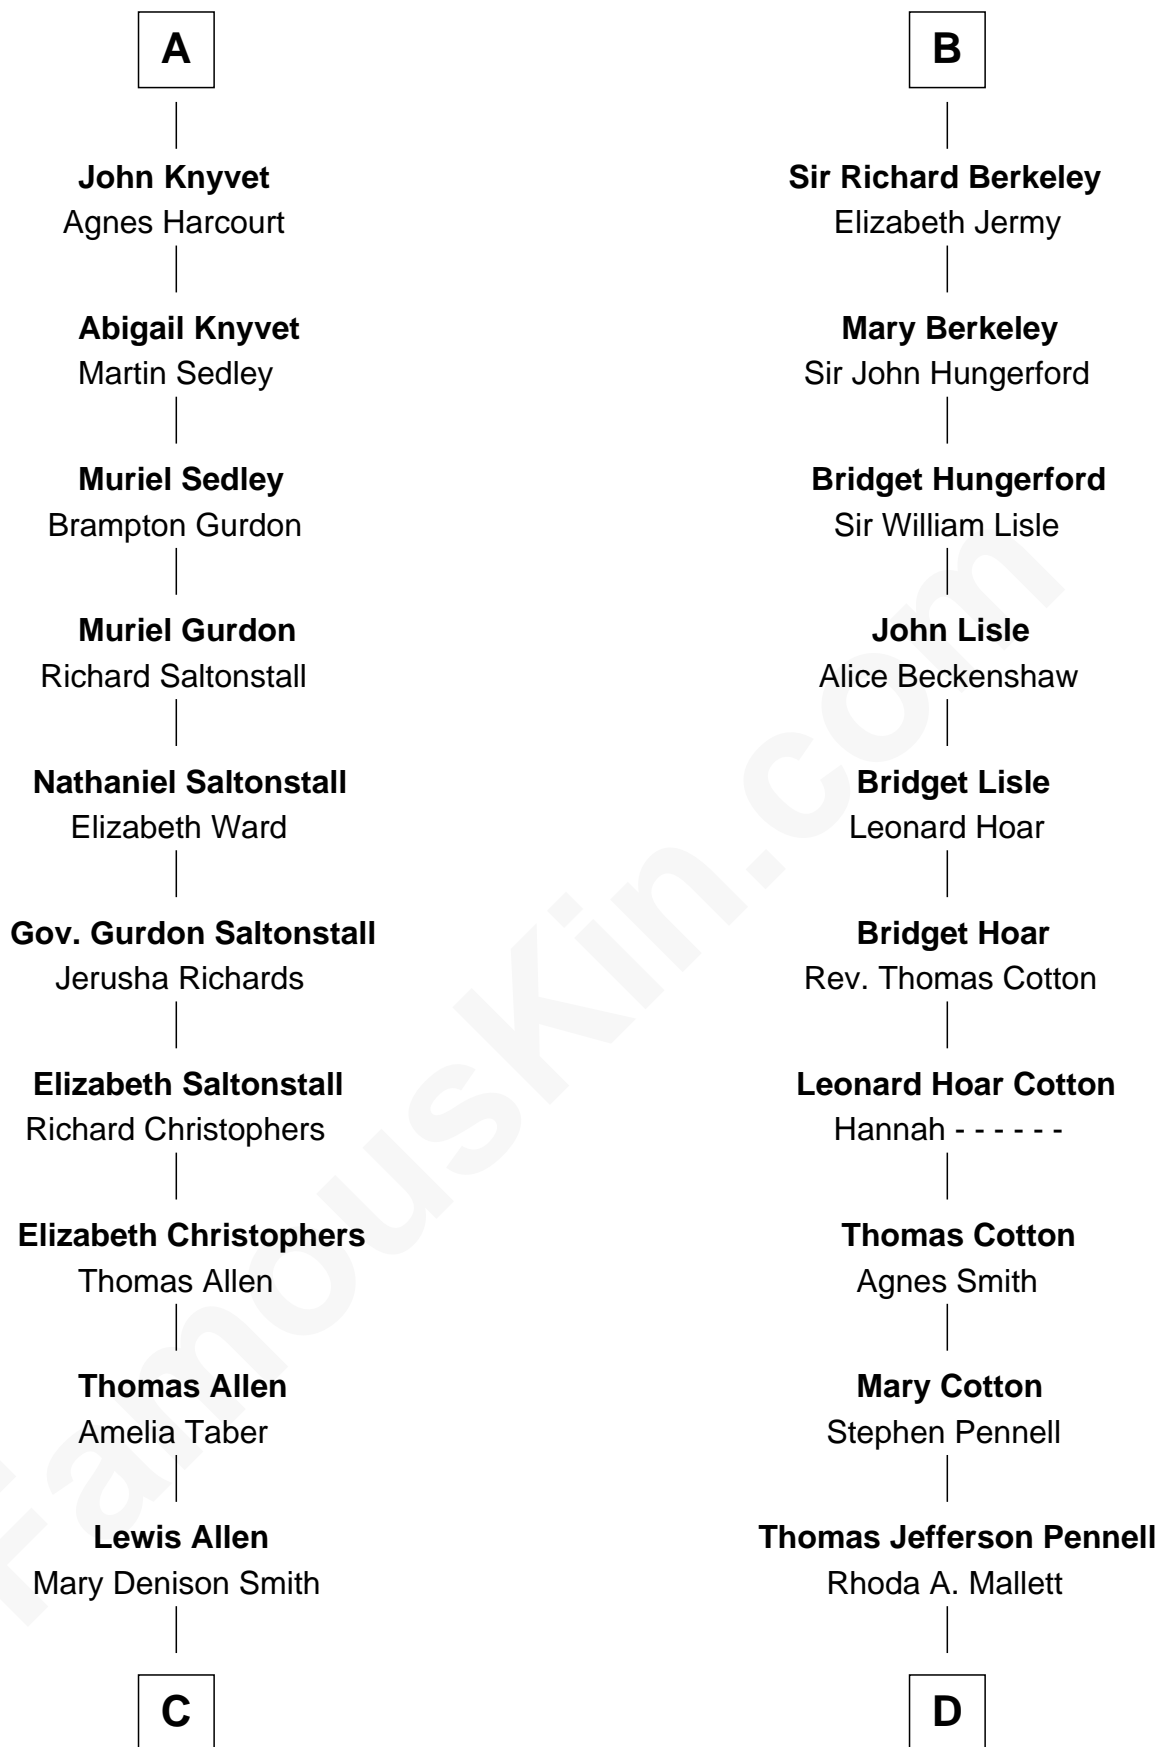 A
John Knyvet
Agnes Harcourt
Abigail Knyvet
Martin Sedley
Muriel Sedley
Brampton Gurdon
Muriel Gurdon
Richard Saltonstall
Nathaniel Saltonstall
Elizabeth Ward
Gov. Gurdon Saltonstall
Jerusha Richards
Elizabeth Saltonstall
Richard Christophers
Elizabeth Christophers
Thomas Allen
Thomas Allen
Amelia Taber
Lewis Allen
Mary Denison Smith
C
B
Sir Richard Berkeley
Elizabeth Jermy
Mary Berkeley
Sir John Hungerford
Bridget Hungerford
Sir William Lisle
John Lisle
Alice Beckenshaw
Bridget Lisle
Leonard Hoar
Bridget Hoar
Rev. Thomas Cotton
Leonard Hoar Cotton
Hannah - - - - - -
Thomas Cotton
Agnes Smith
Mary Cotton
Stephen Pennell
Thomas Jefferson Pennell
Rhoda A. Mallett
D
FamousKin.com